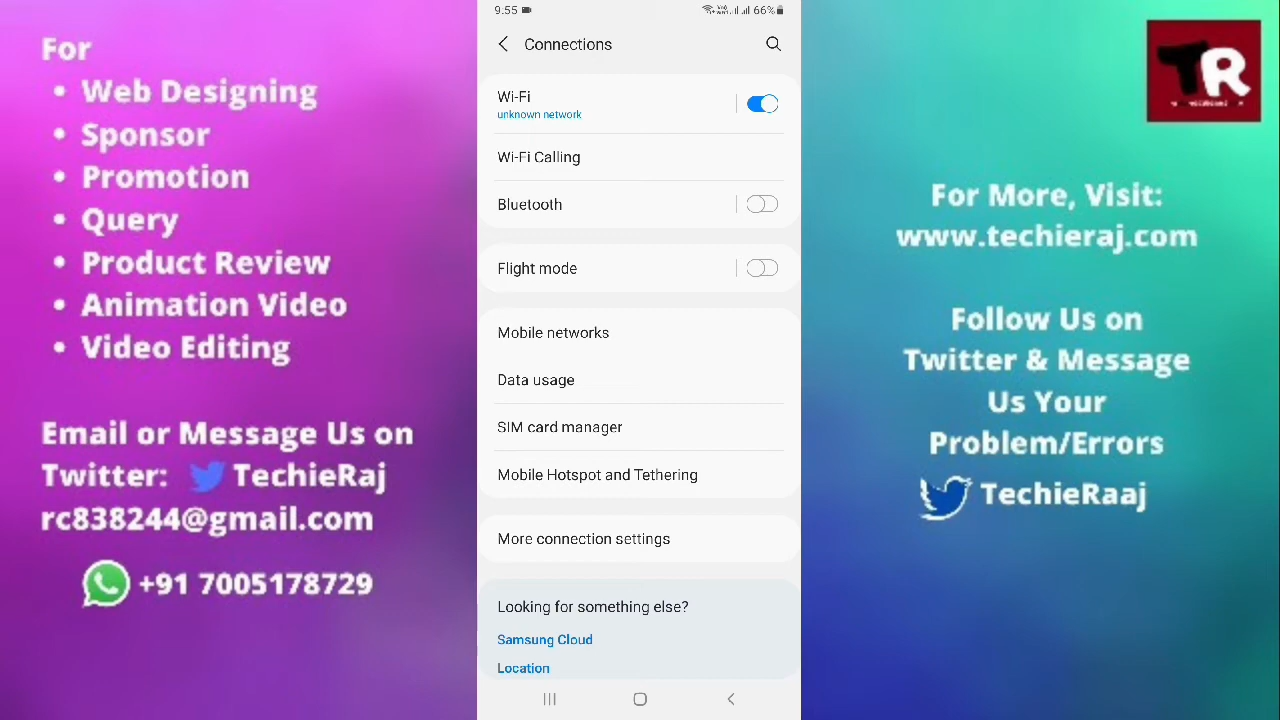 For
• Web Designing
• Sponsor
• Promotion
• Query
• Product Review
• Animation Video
• Video Editing
Email or Message Us on
Twitter: TechieRaj
rc838244@gmail.com
+91 7005178729
9:55
66%
Connections
Wi-Fi
unknown network
Wi-Fi Calling
Bluetooth
Flight mode
Mobile networks
Data usage
SIM card manager
Mobile Hotspot and Tethering
More connection settings
Looking for something else?
Samsung Cloud
Location
TR
For More, Visit:
www.techieraj.com
Follow Us on
Twitter & Message
Us Your
Problem/Errors
TechieRaaj